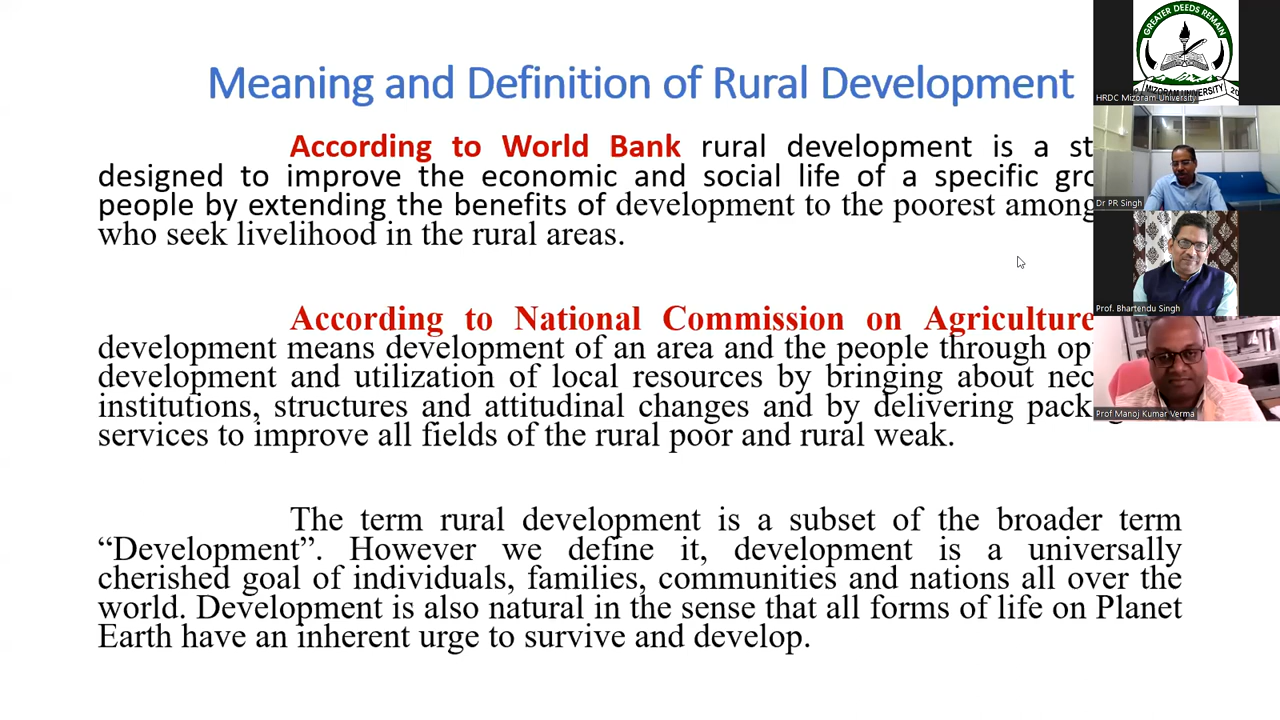 Meaning and Definition of Rural Development
According to World Bank rural development is a
designed to improve the economic and social life of a specific
people by extending the benefits of development to the poorest among
who seek livelihood in the rural areas.
According to National Commission on Agriculture
development means development of an area and the people through
development and utilization of local resources by bringing about
institutions, structures and attitudinal changes and by delivering
services to improve all fields of the rural poor and rural weak.
The term rural development is a subset of the broader term
“Development”. However we define it, development is a universally
cherished goal of individuals, families, communities and nations all over the
world. Development is also natural in the sense that all forms of life on Planet
Earth have an inherent urge to survive and develop.
GREATER DEEDS REMAIN
MIZORAM UNIVERSITY
HRDC Mizoram University
Dr PR Singh
Prof. Bhartendu Singh
Prof Manoj Kumar Verma